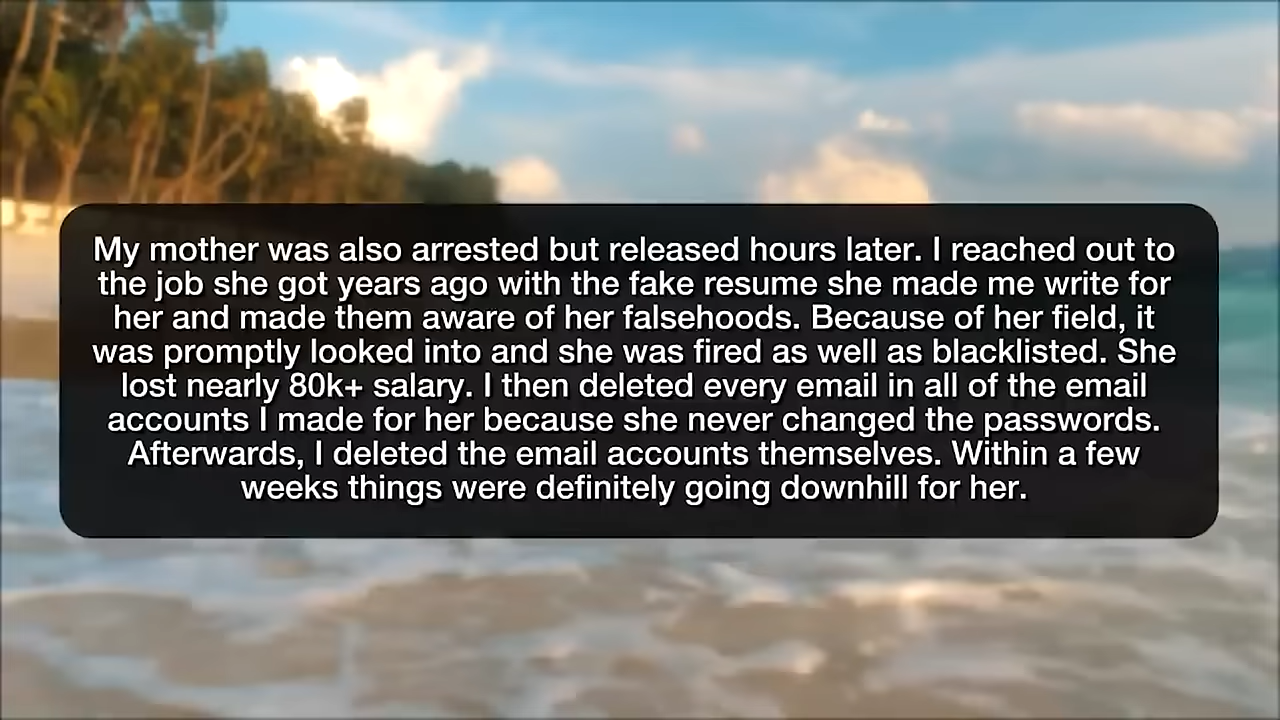 My mother was also arrested but released hours later. I reached out to
the job she got years ago with the fake resume she made me write for
her and made them aware of her falsehoods. Because of her field, it
was promptly looked into and she was fired as well as blacklisted. She
lost nearly 80k+ salary. I then deleted every email in all of the email
accounts I made for her because she never changed the passwords.
Afterwards, I deleted the email accounts themselves. Within a few
weeks things were definitely going downhill for her.